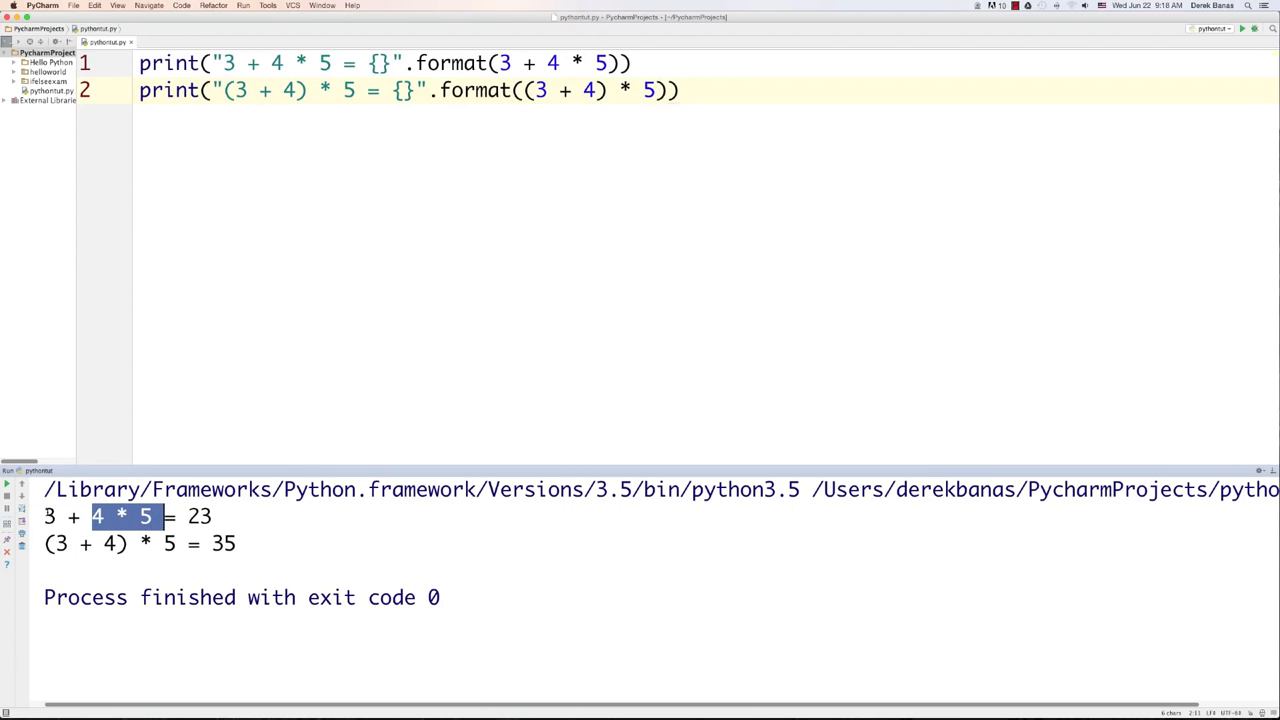 PyCharm File Edit View Navigate Code Refactor Run Tools VCS Window Help 10 Wed Jun 22 9:18 AM Derek Banas
pythontut.py - PycharmProjects - [~/PycharmProjects]
PycharmProjects pythontut.py pythontut
pythontut.py
PycharmProject
Hello Python
helloworld
ifelseexam
pythontut.py
External Librarie
1 print("3 + 4 * 5 = {}".format(3 + 4 * 5))
2 print("(3 + 4) * 5 = {}".format((3 + 4) * 5))
Run pythontut
/Library/Frameworks/Python.framework/Versions/3.5/bin/python3.5 /Users/derekbanas/PycharmProjects/pytho
3 + 4 * 5 = 23
(3 + 4) * 5 = 35
Process finished with exit code 0
6 chars 2:11 LF÷ UTF-8÷